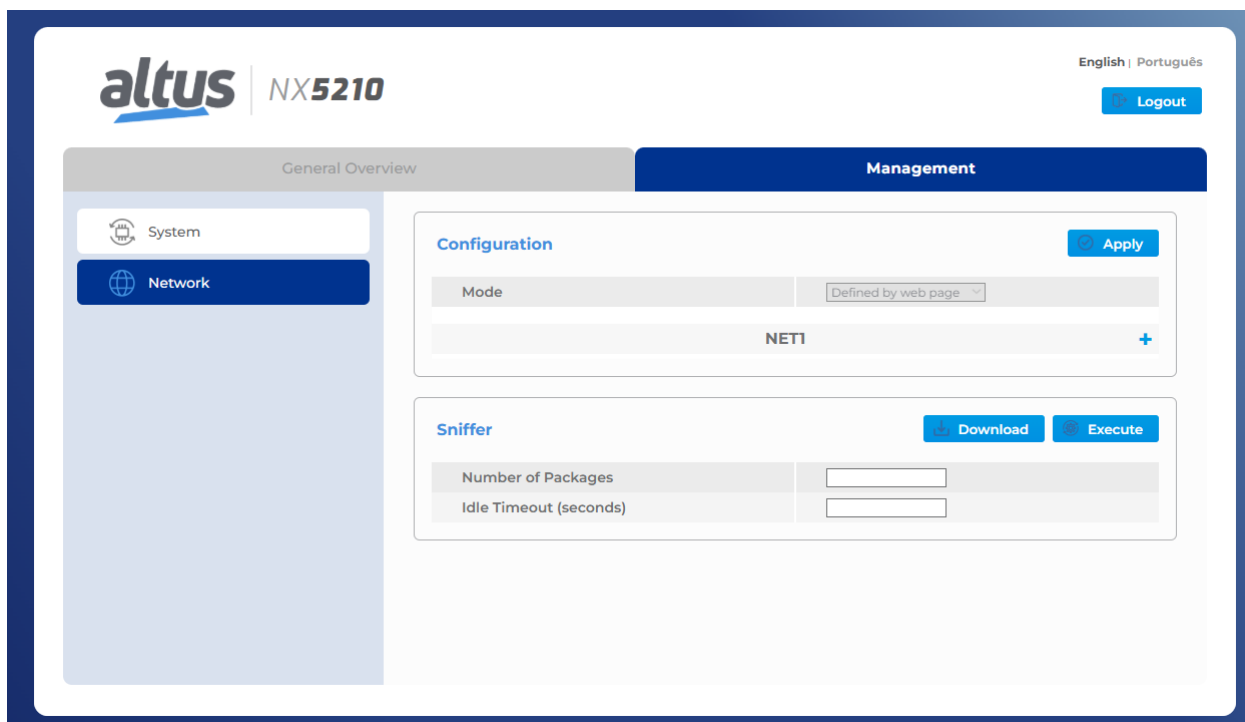 altus NX5210
English | Português
Logout
General Overview
Management
System
Network
Configuration
Apply
Mode
Defined by web page
NET1
+
Sniffer
Download
Execute
Number of Packages
Idle Timeout (seconds)